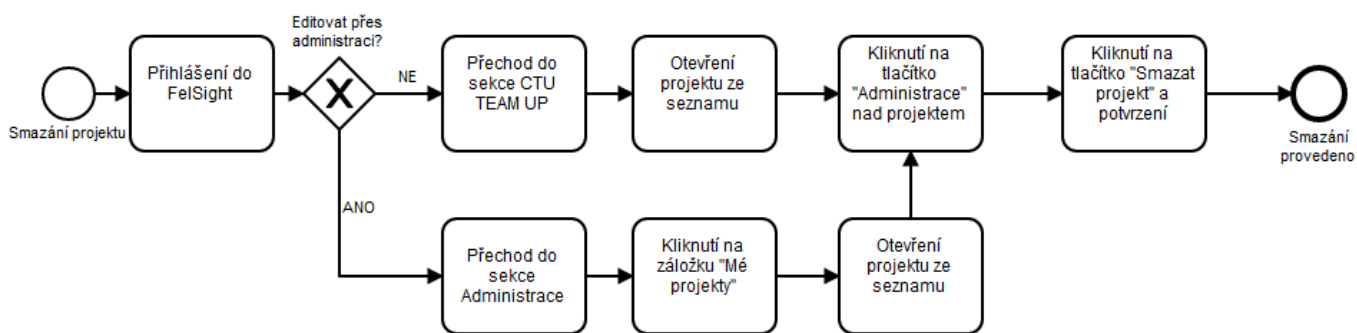 Editovat přes
administraci?
Smazání projektu
Přihlášení do
FelSight
NE
Přechod do
sekce CTU
TEAM UP
Otevření
projektu ze
seznamu
Kliknutí na
tlačítko
"Administrace"
nad projektem
Kliknutí na
tlačítko "Smazat
projekt" a
potvrzení
Smazání
provedeno
ANO
Přechod do
sekce
Administrace
Kliknutí na
záložku "Mé
projekty"
Otevření
projektu ze
seznamu